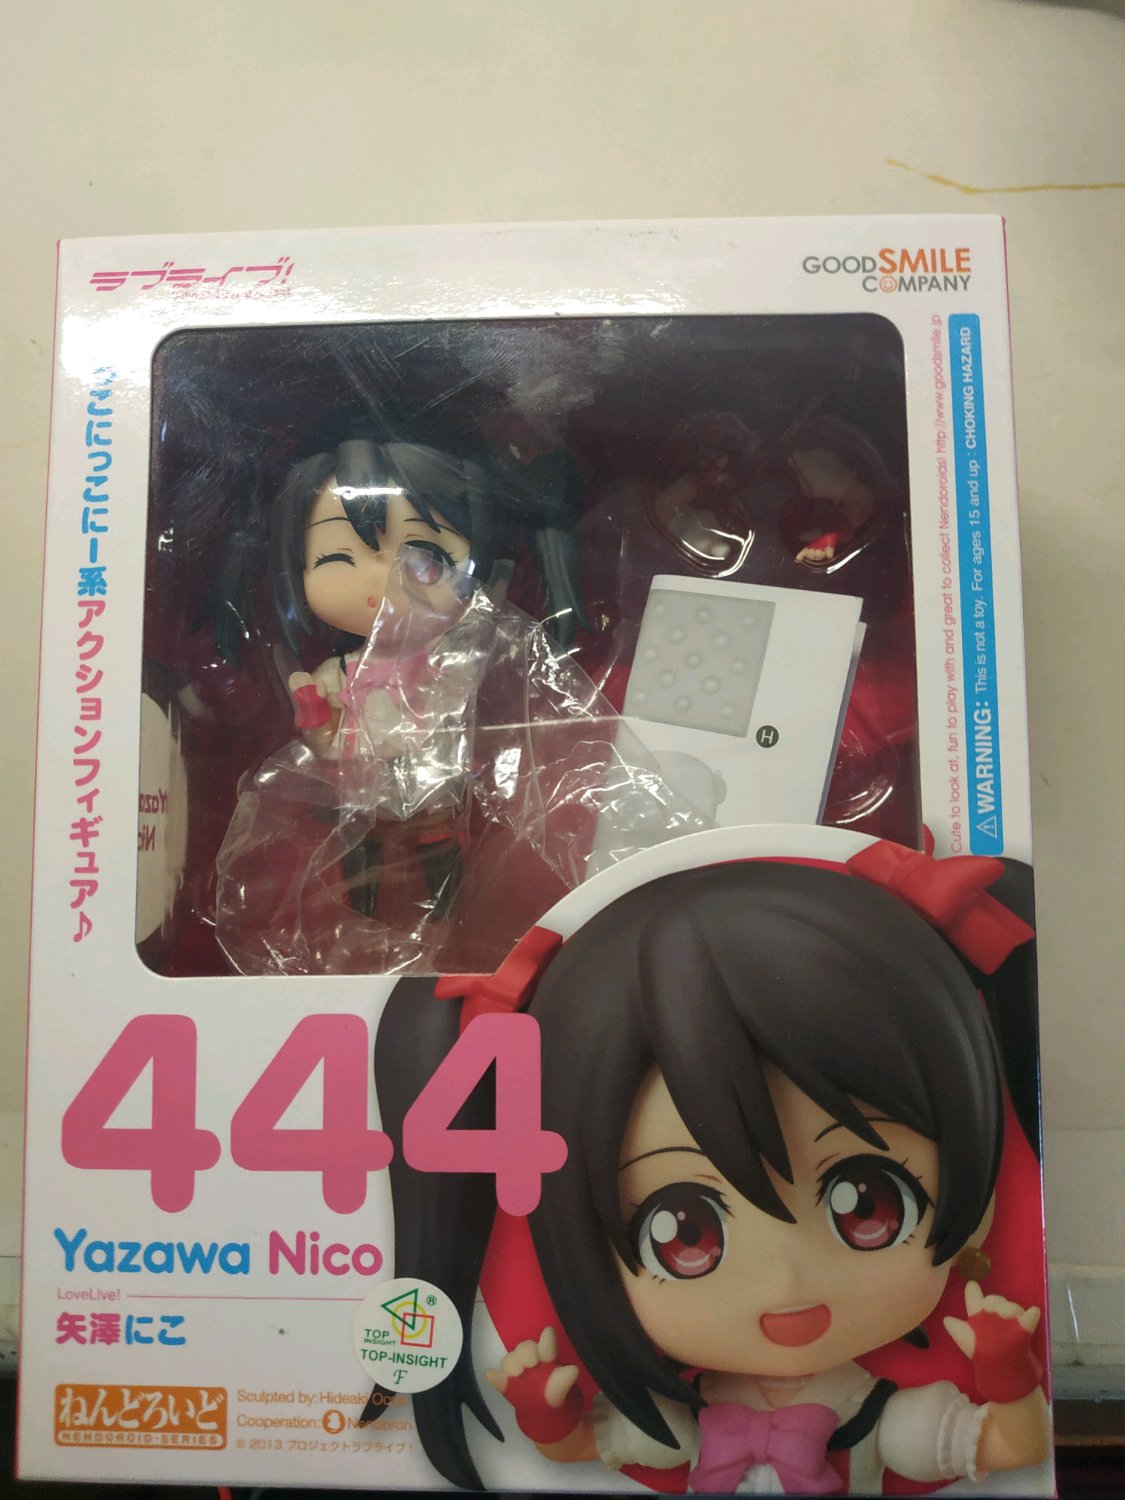 ラブライブ!
GOOD SMILE
COMPANY
こにっこにー系アクションフィギュア♪
Cute to look at, fun to play with and great to collect Nendoroids! http://www.goodsmile.jp
WARNING: This is not a toy. For ages 15 and up : CHOKING HAZARD
H
444
Yazawa Nico
LoveLive!
矢澤にこ
TOP
INSIGHT
®
TOP-INSIGHT
F
ねんどろいど
NENDOROID-SERIES
Sculpted by: Hideaki
Cooperation: Nendoron
© 2013 プロジェクトラブライブ!